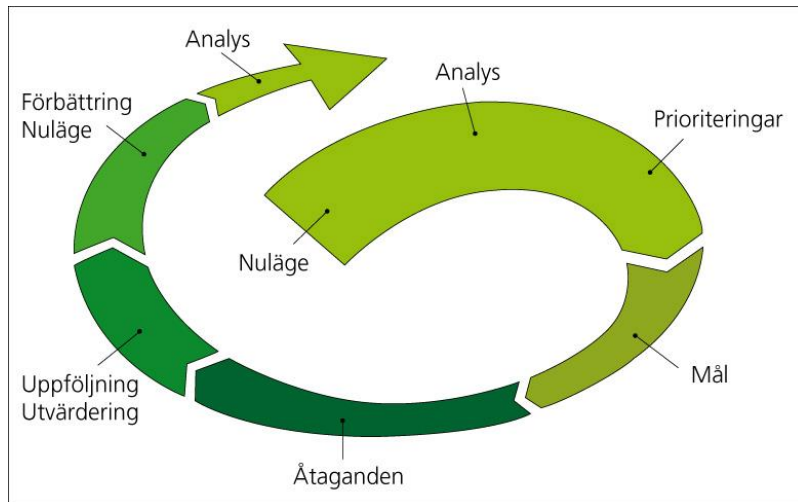 Analys
Analys
Förbättring
Nuläge
Prioriteringar
Nuläge
Mål
Uppföljning
Utvärdering
Åtaganden